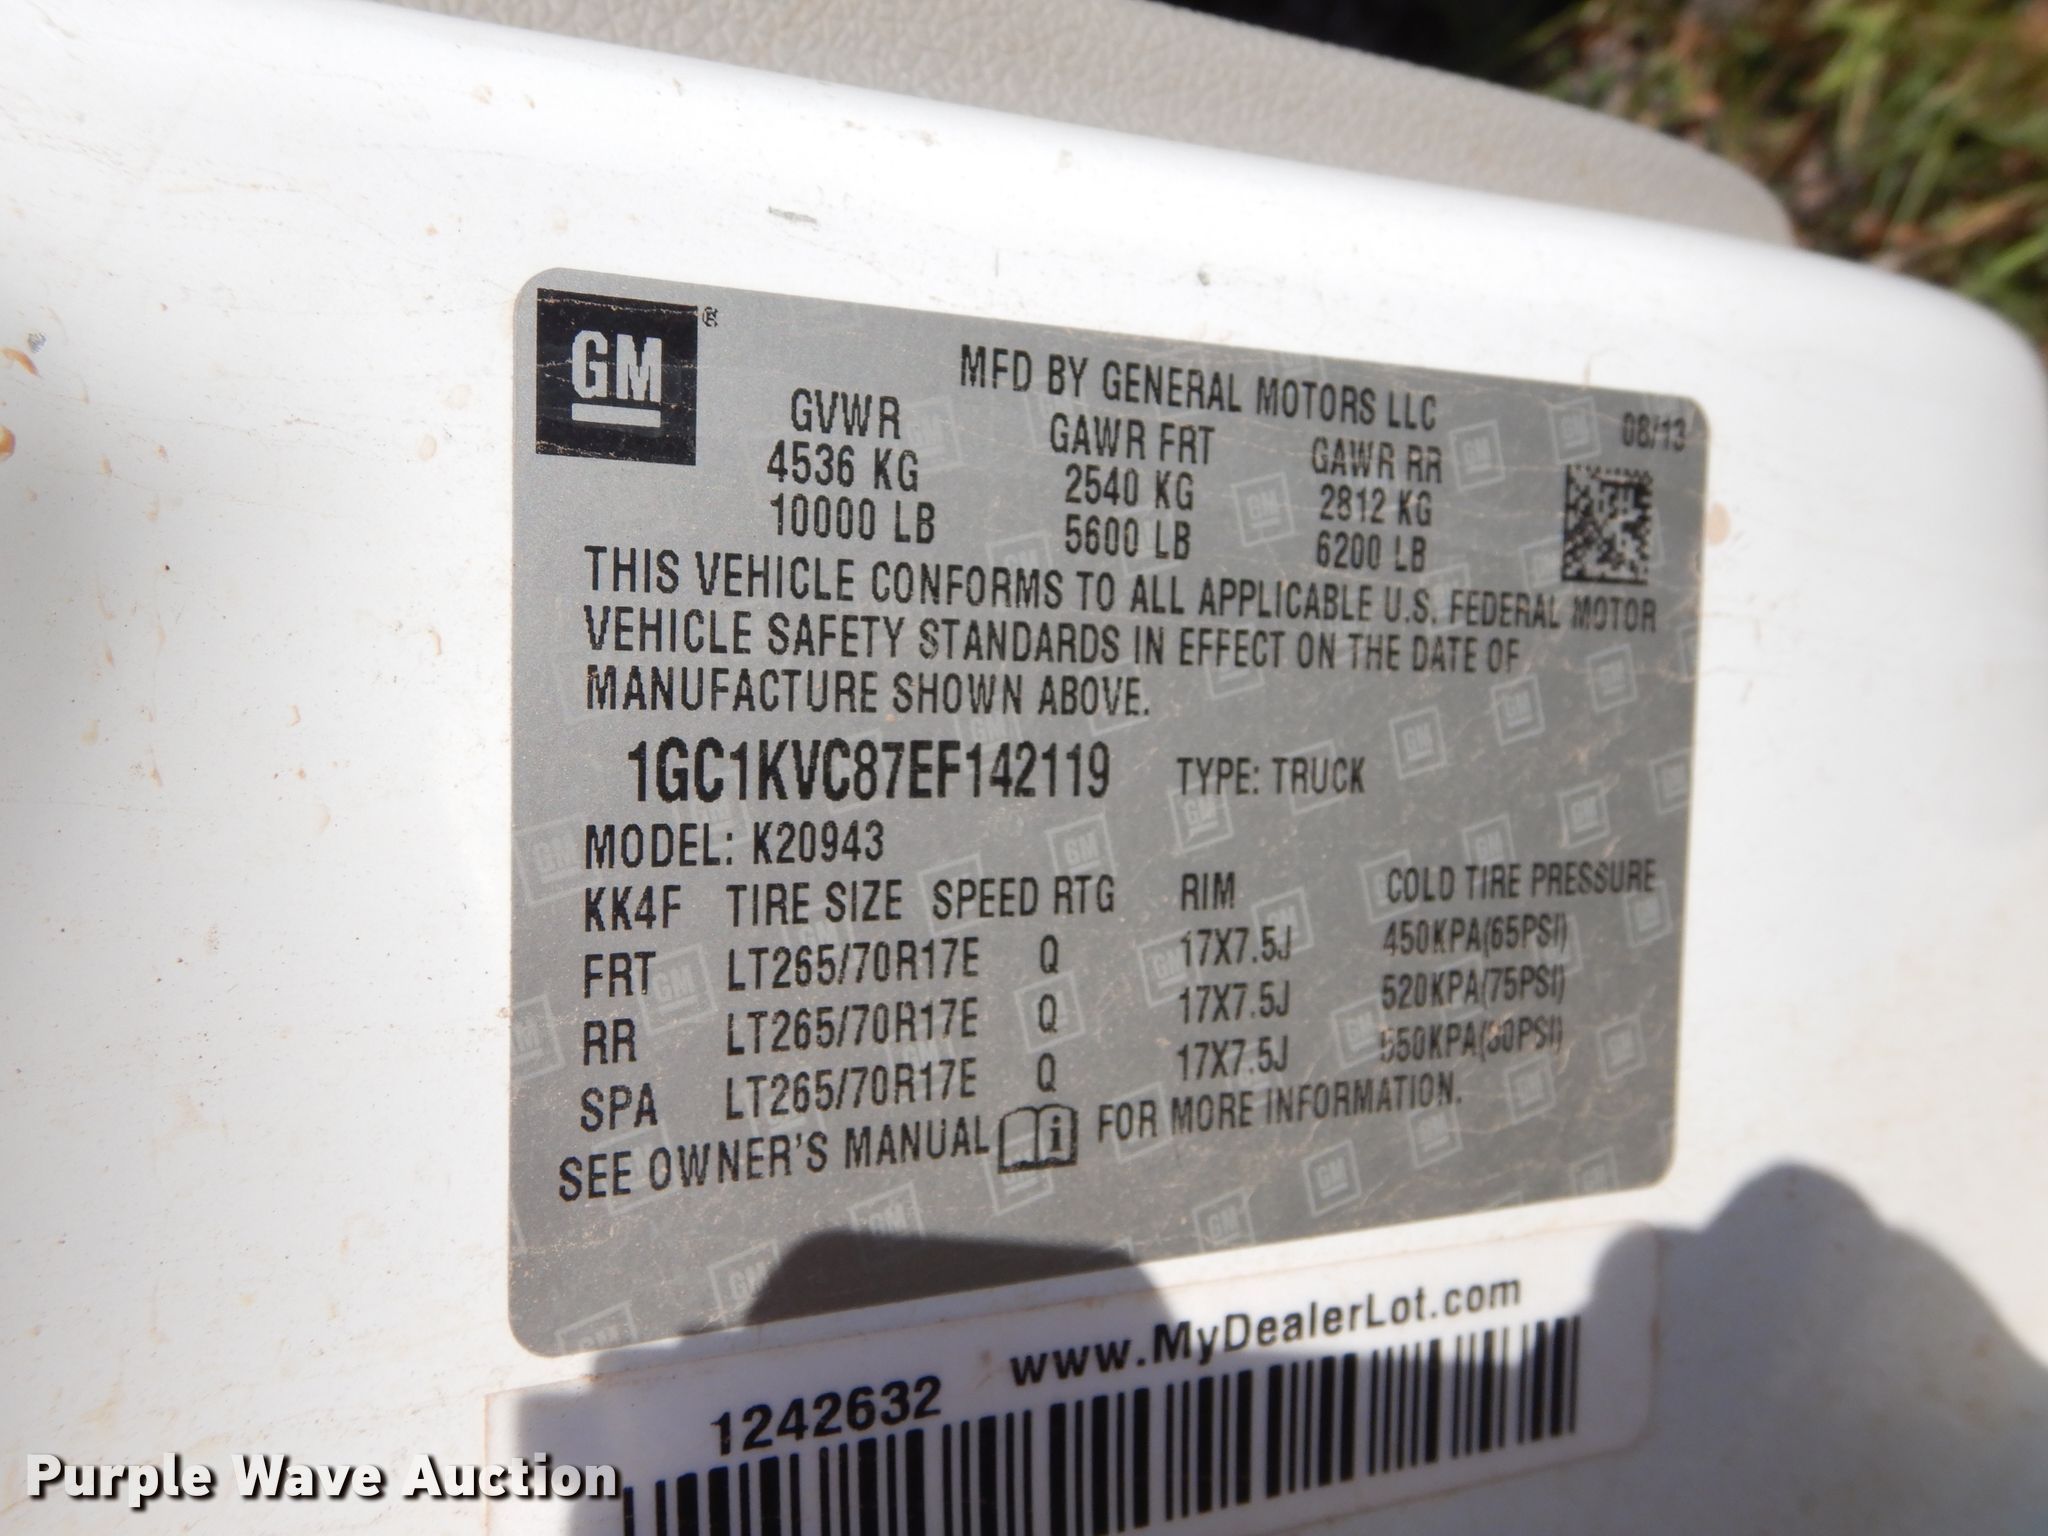 GM
MFD BY GENERAL MOTORS LLC
08/13
GVWR GAWR FRT GAWR RR
4536 KG 2540 KG 2812 KG
10000 LB 5600 LB 6200 LB
THIS VEHICLE CONFORMS TO ALL APPLICABLE U.S. FEDERAL MOTOR
VEHICLE SAFETY STANDARDS IN EFFECT ON THE DATE OF
MANUFACTURE SHOWN ABOVE.
1GC1KVC87EF142119 TYPE: TRUCK
MODEL: K20943
KK4F TIRE SIZE SPEED RTG RIM COLD TIRE PRESSURE
FRT LT265/70R17E Q 17X7.5J 450KPA(65PSI)
RR LT265/70R17E Q 17X7.5J 520KPA(75PSI)
SPA LT265/70R17E Q 17X7.5J 550KPA(80PSI)
SEE OWNER'S MANUAL i FOR MORE INFORMATION.
1242632 www.MyDealerLot.com
Purple Wave Auction